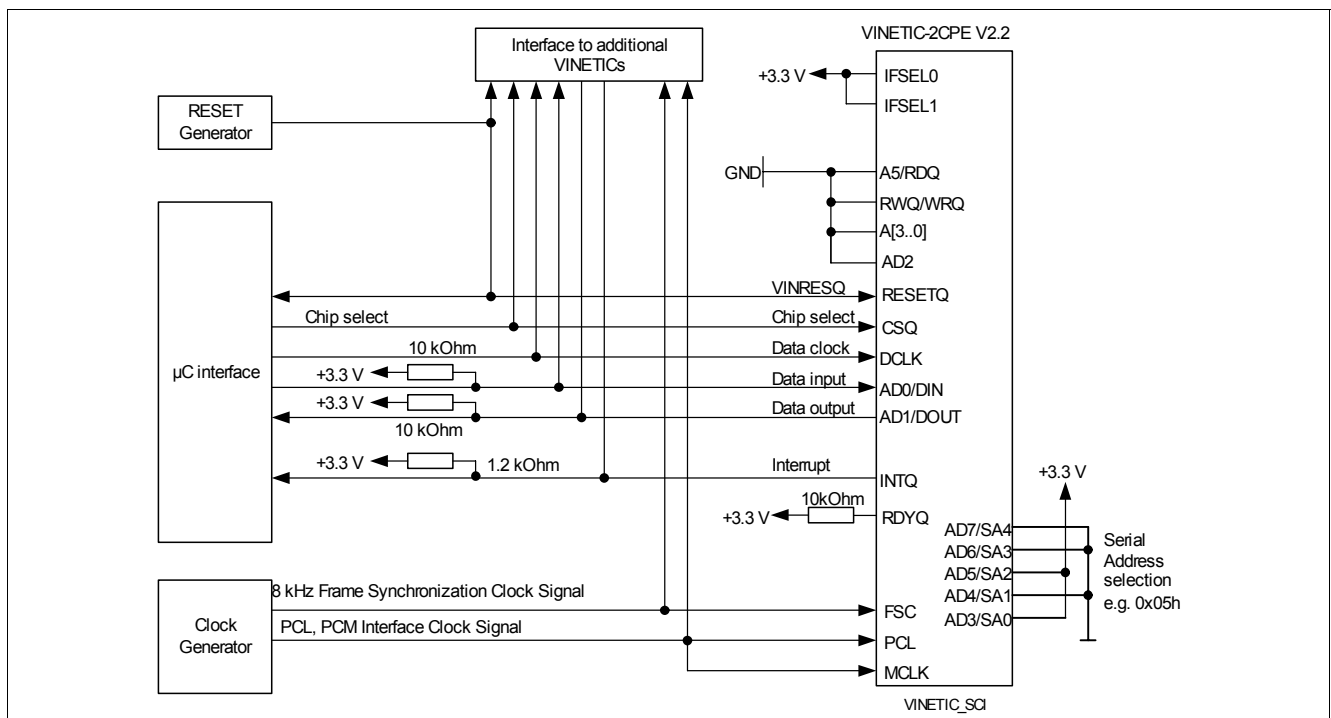 VINETIC-2CPE V2.2
Interface to additional
VINETICs
+3.3 V
IFSEL0
IFSEL1
RESET
Generator
GND
A5/RDQ
RWQ/WRQ
A[3..0]
AD2
VINRESQ
RESETQ
Chip select
Chip select
CSQ
µC interface
10 kOhm
Data clock
DCLK
+3.3 V
Data input
AD0/DIN
+3.3 V
Data output
AD1/DOUT
10 kOhm
+3.3 V
1.2 kOhm
Interrupt
INTQ
+3.3 V
10kOhm
RDYQ
+3.3 V
AD7/SA4
AD6/SA3
AD5/SA2
AD4/SA1
AD3/SA0
Serial
Address
selection
e.g. 0x05h
Clock
Generator
8 kHz Frame Synchronization Clock Signal
FSC
PCL, PCM Interface Clock Signal
PCL
MCLK
VINETIC_SCI